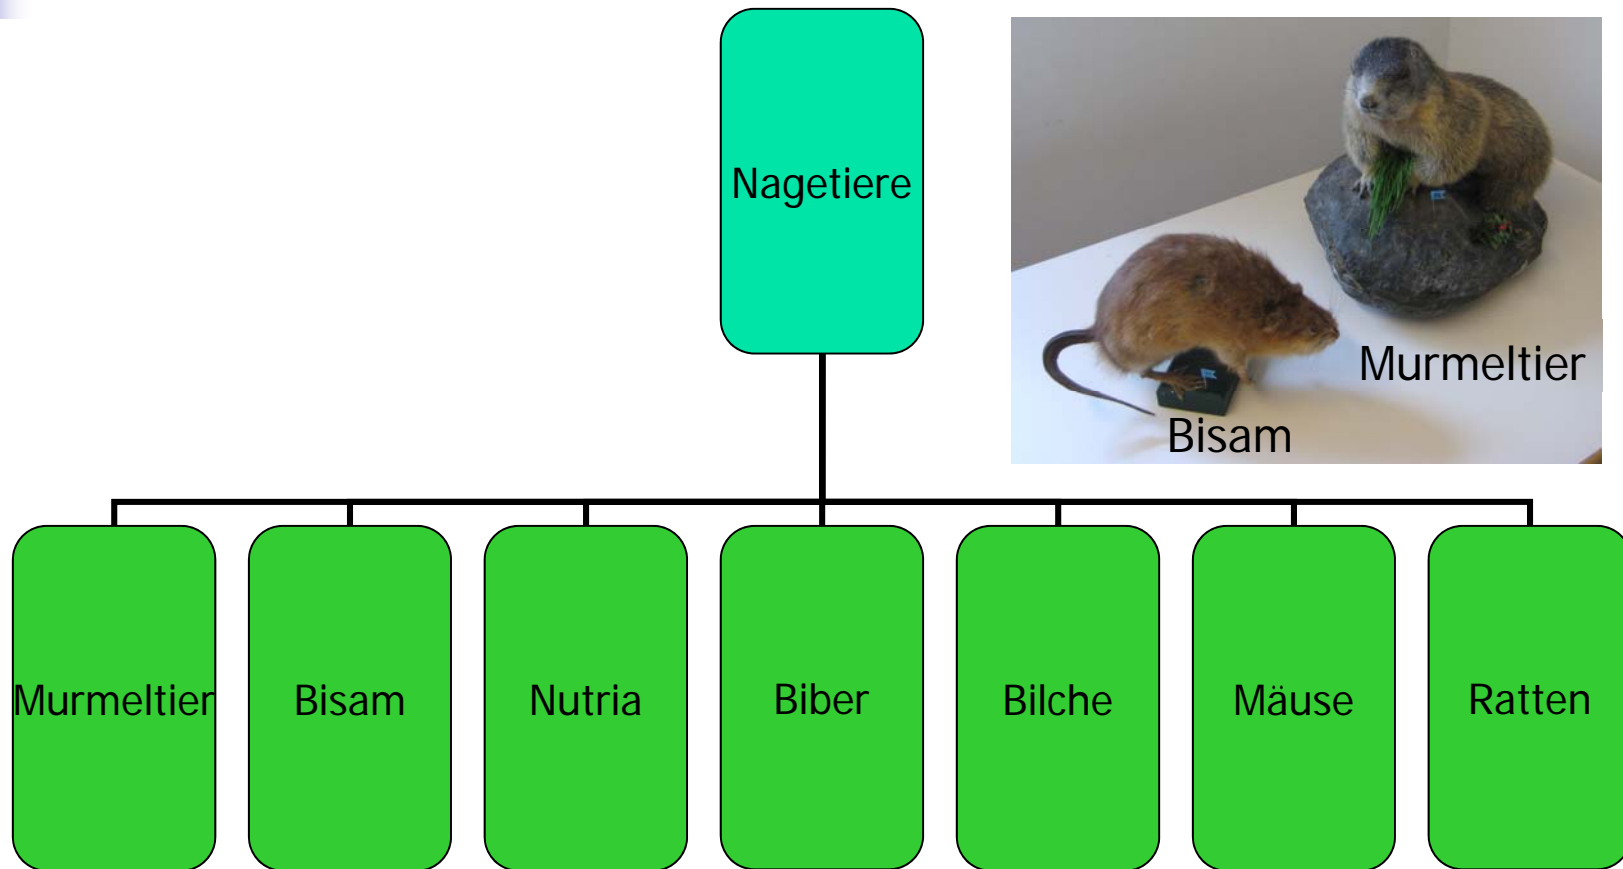 Nagetiere
Murmeltier
Bisam
Murmeltier
Bisam
Nutria
Biber
Bilche
Mäuse
Ratten